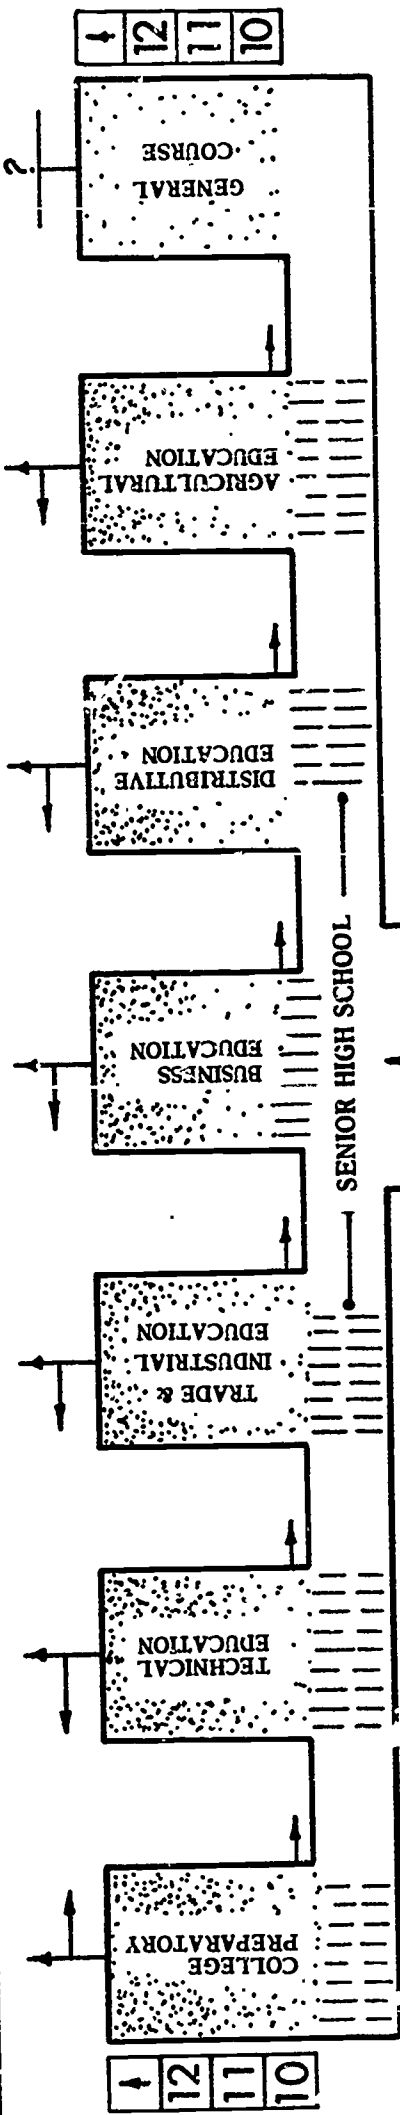 ?
12
11
10
GENERAL
COURSE
AGRICULTURAL
EDUCATION
DISTRIBUTIVE
EDUCATION
BUSINESS
EDUCATION
TRADE &
INDUSTRIAL
EDUCATION
TECHNICAL
EDUCATION
COLLEGE
PREPARATORY
SENIOR HIGH SCHOOL
12
11
10